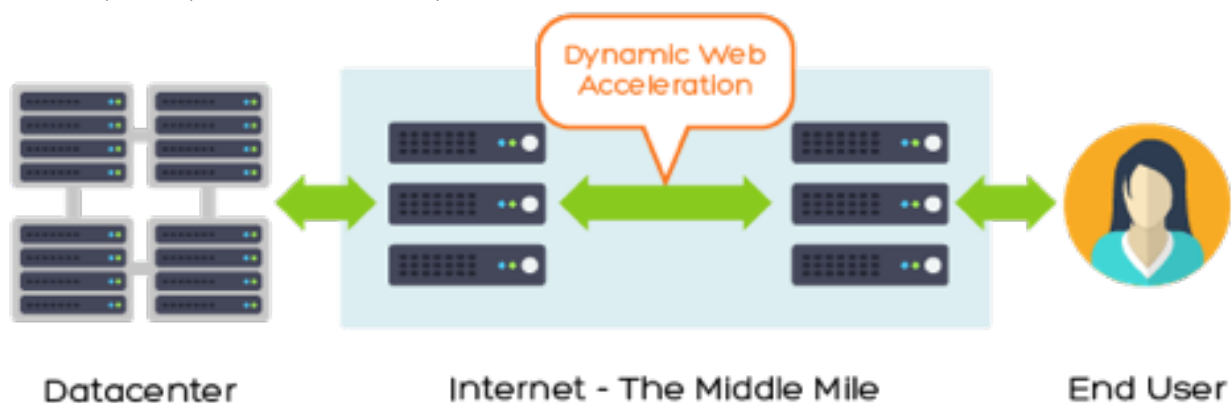 Dynamic Web
Acceleration
Datacenter
Internet - The Middle Mile
End User